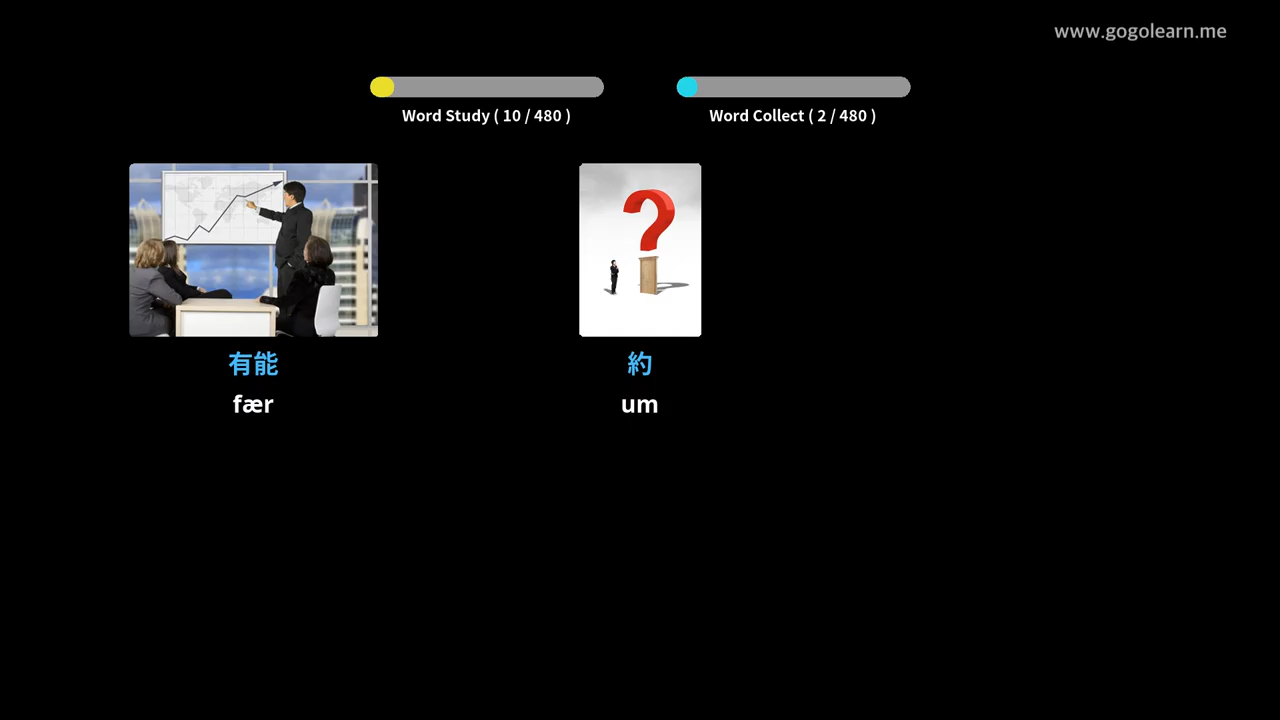 www.gogolearn.me
Word Study ( 10 / 480 )
Word Collect ( 2 / 480 )
有能
fær
約
um